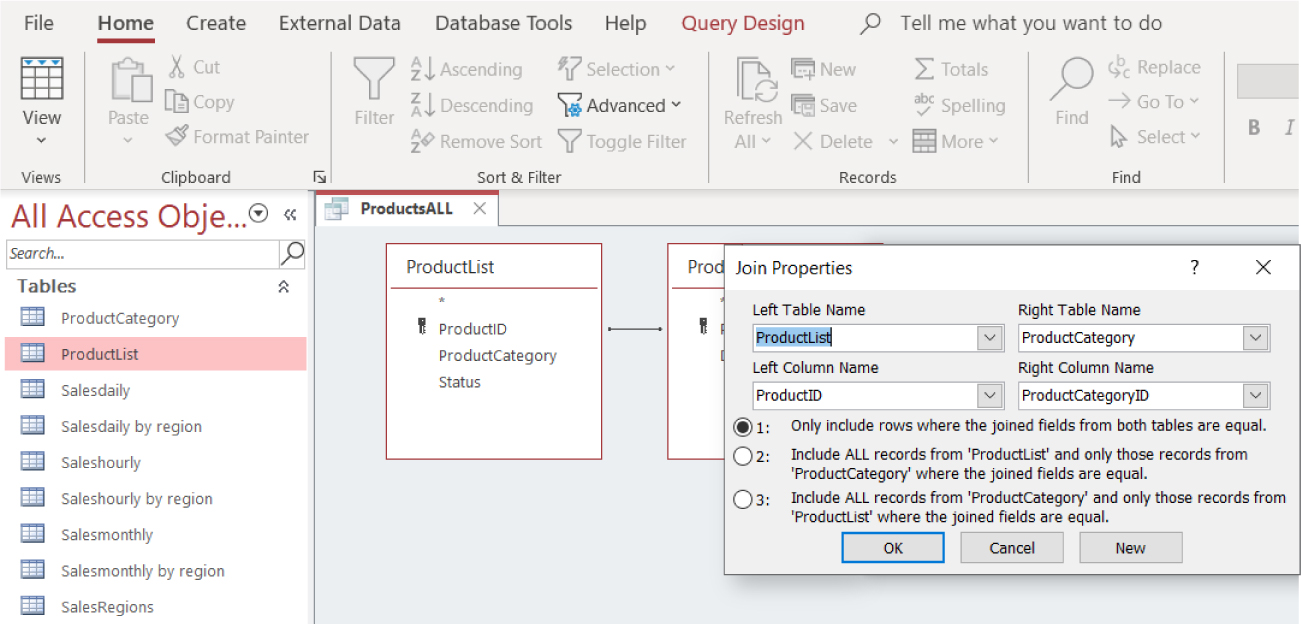 File Home Create External Data Database Tools Help Query Design Tell me what you want to do
View
Views
Paste
Cut
Copy
Format Painter
Clipboard
Filter
Ascending
Descending
Remove Sort
Selection
Advanced
Toggle Filter
Sort & Filter
Refresh
All
New
Save
Delete
Totals
Spelling
More
Records
Find
Replace
Go To
Select
Find
B I
All Access Obje...
Search...
Tables
ProductCategory
ProductList
Salesdaily
Salesdaily by region
Saleshourly
Saleshourly by region
Salesmonthly
Salesmonthly by region
SalesRegions
ProductsALL
ProductList
*
ProductID
ProductCategory
Status
Prod
Join Properties ?
Left Table Name
Right Table Name
ProductList
ProductCategory
Left Column Name
Right Column Name
ProductID
ProductCategoryID
1: Only include rows where the joined fields from both tables are equal.
2: Include ALL records from 'ProductList' and only those records from
'ProductCategory' where the joined fields are equal.
3: Include ALL records from 'ProductCategory' and only those records from
'ProductList' where the joined fields are equal.
OK Cancel New